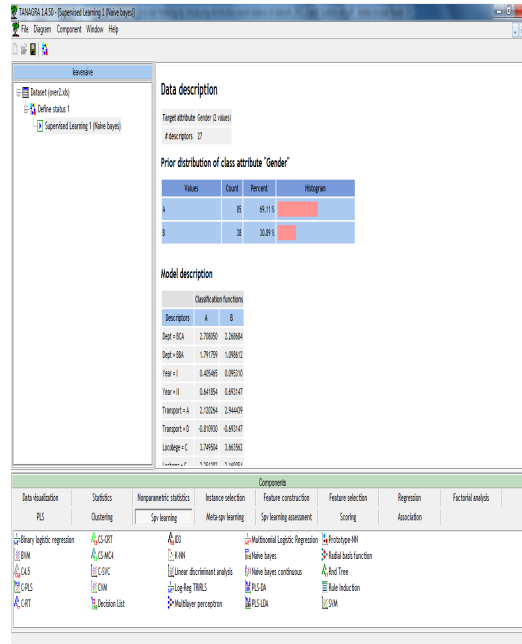 TANAGRA 1.4.50 - [Supervised Learning 1 (Naive bayes)]
File Diagram Component Window Help
leavenaive
Dataset (over2.xls)
Define status 1
Supervised Learning 1 (Naive bayes)
Data description
Target attribute Gender (2 values)
# descriptors 27
Prior distribution of class attribute "Gender"
Values Count Percent Histogram
A 85 69.11 %
B 38 30.89 %
Model description
Classification functions
Descriptors A B
Dept = BCA 2.708050 2.268684
Dept = BBA 1.791759 1.098612
Year = I 0.405465 0.095310
Year = II 0.641854 0.693147
Transport = A 2.120264 2.944439
Transport = D -0.810930 -0.693147
Localege = C 3.749504 3.663562
Components
Data visualization Statistics Nonparametric statistics Instance selection Feature construction Feature selection Regression Factorial analysis
PLS Clustering Spv learning Meta-spv learning Spv learning assessment Scoring Association
Binary logistic regression CS-CRT ID3 Multinomial Logistic Regression Prototype-NN
BVM CS-MC4 K-NN Naive bayes Radial basis function
C4.5 C-SVC Linear discriminant analysis Naive bayes continuous Rnd Tree
C-PLS CVM Log-Reg TRIRLS PLS-DA Rule Induction
C-RT Decision List Multilayer perceptron PLS-LDA SVM